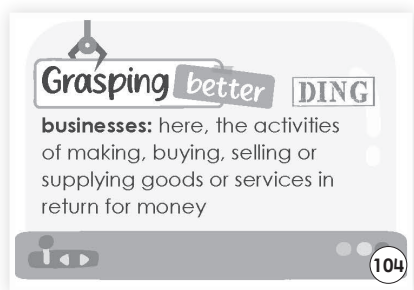 Grasping better DING
businesses: here, the activities
of making, buying, selling or
supplying goods or services in
return for money
104